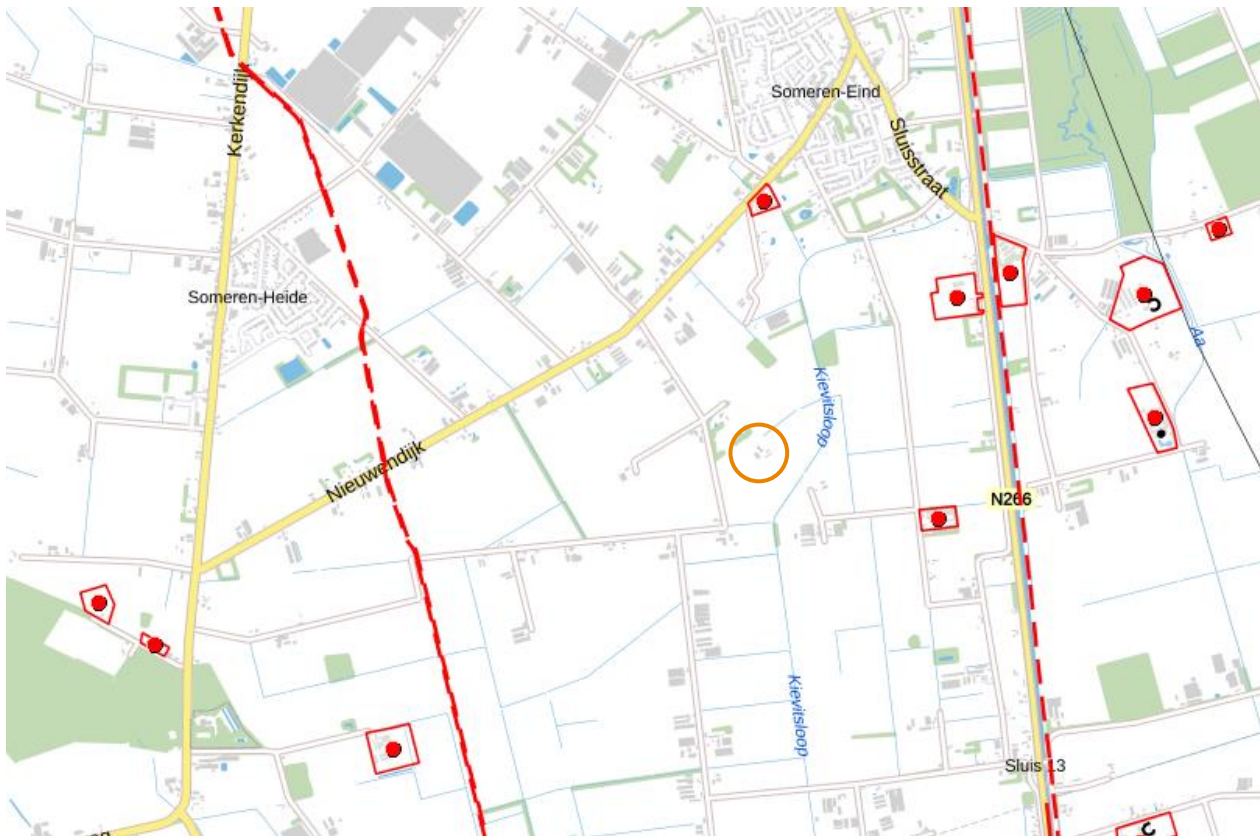 Someren-Eind
Kerkendijk
Sluisstraat
Someren-Heide
Aa
Kievitsloop
Nieuwendijk
N266
Kievitsloop
Sluis 13